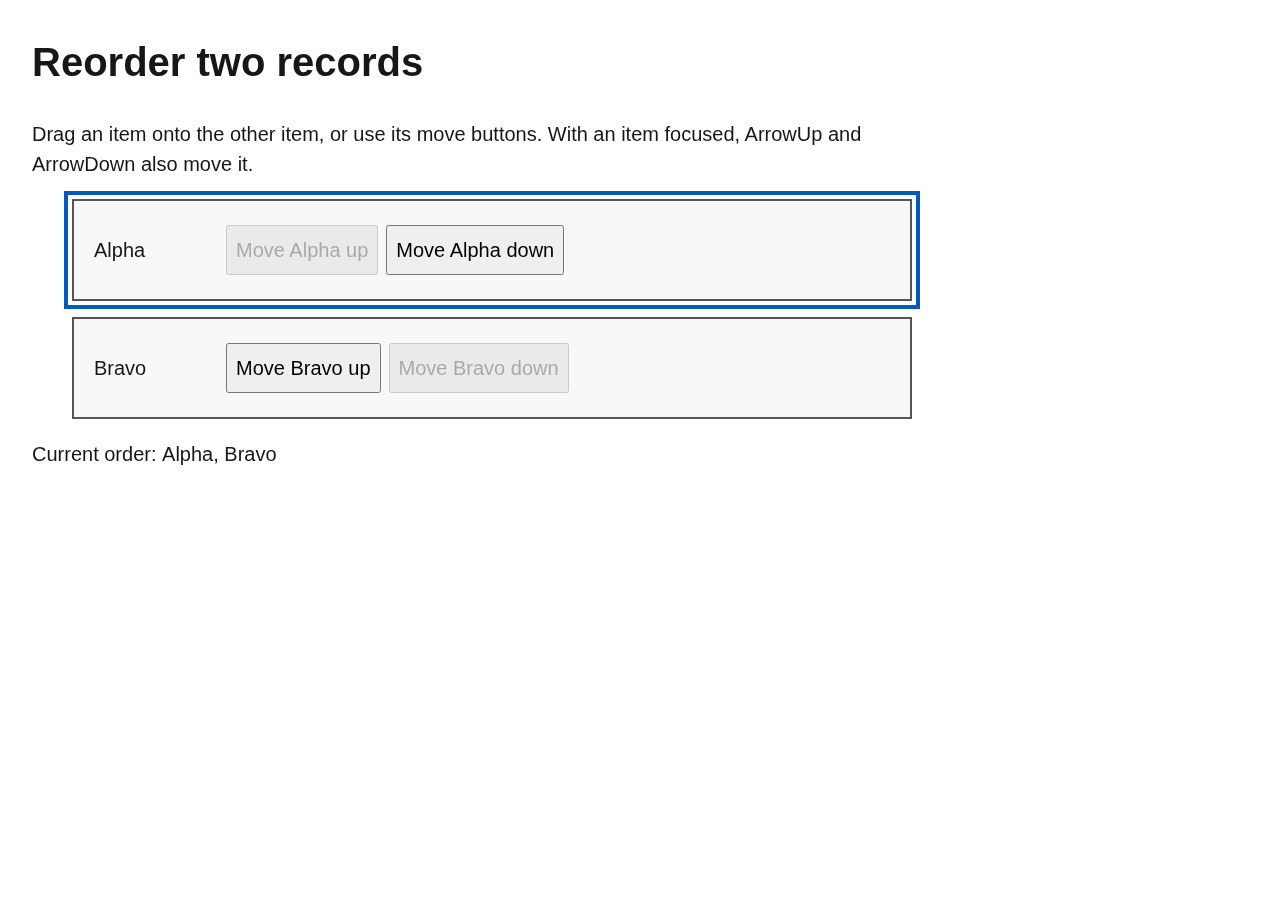 Reorder two records
Drag an item onto the other item, or use its move buttons. With an item focused, ArrowUp and
ArrowDown also move it.
Alpha Move Alpha up Move Alpha down
Bravo Move Bravo up Move Bravo down
Current order: Alpha, Bravo